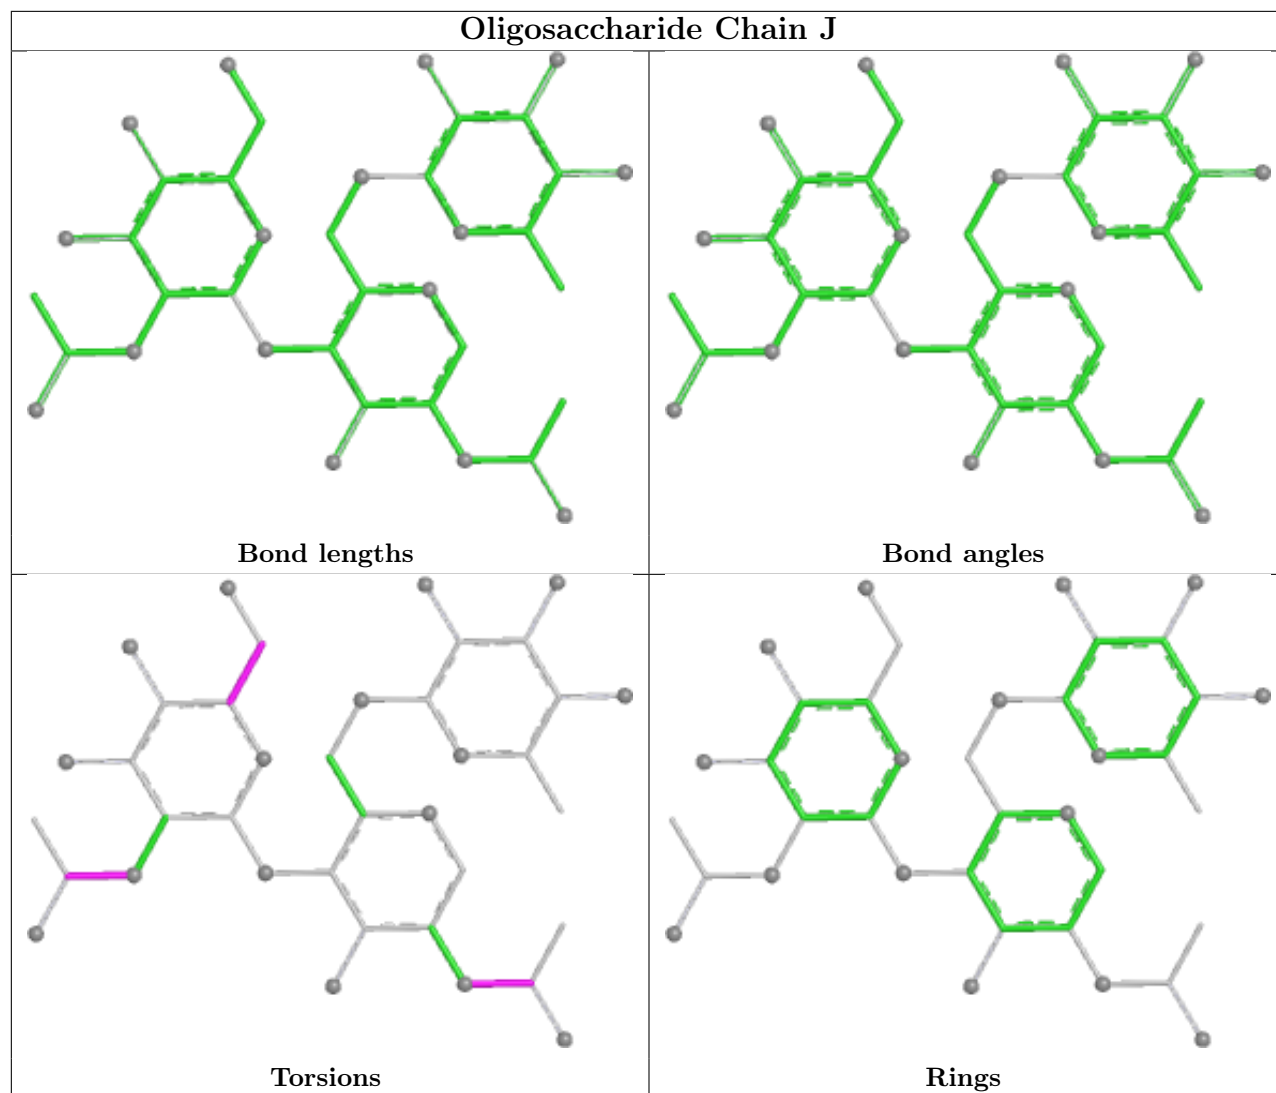 Oligosaccharide Chain J
Bond lengths
Bond angles
Torsions
Rings